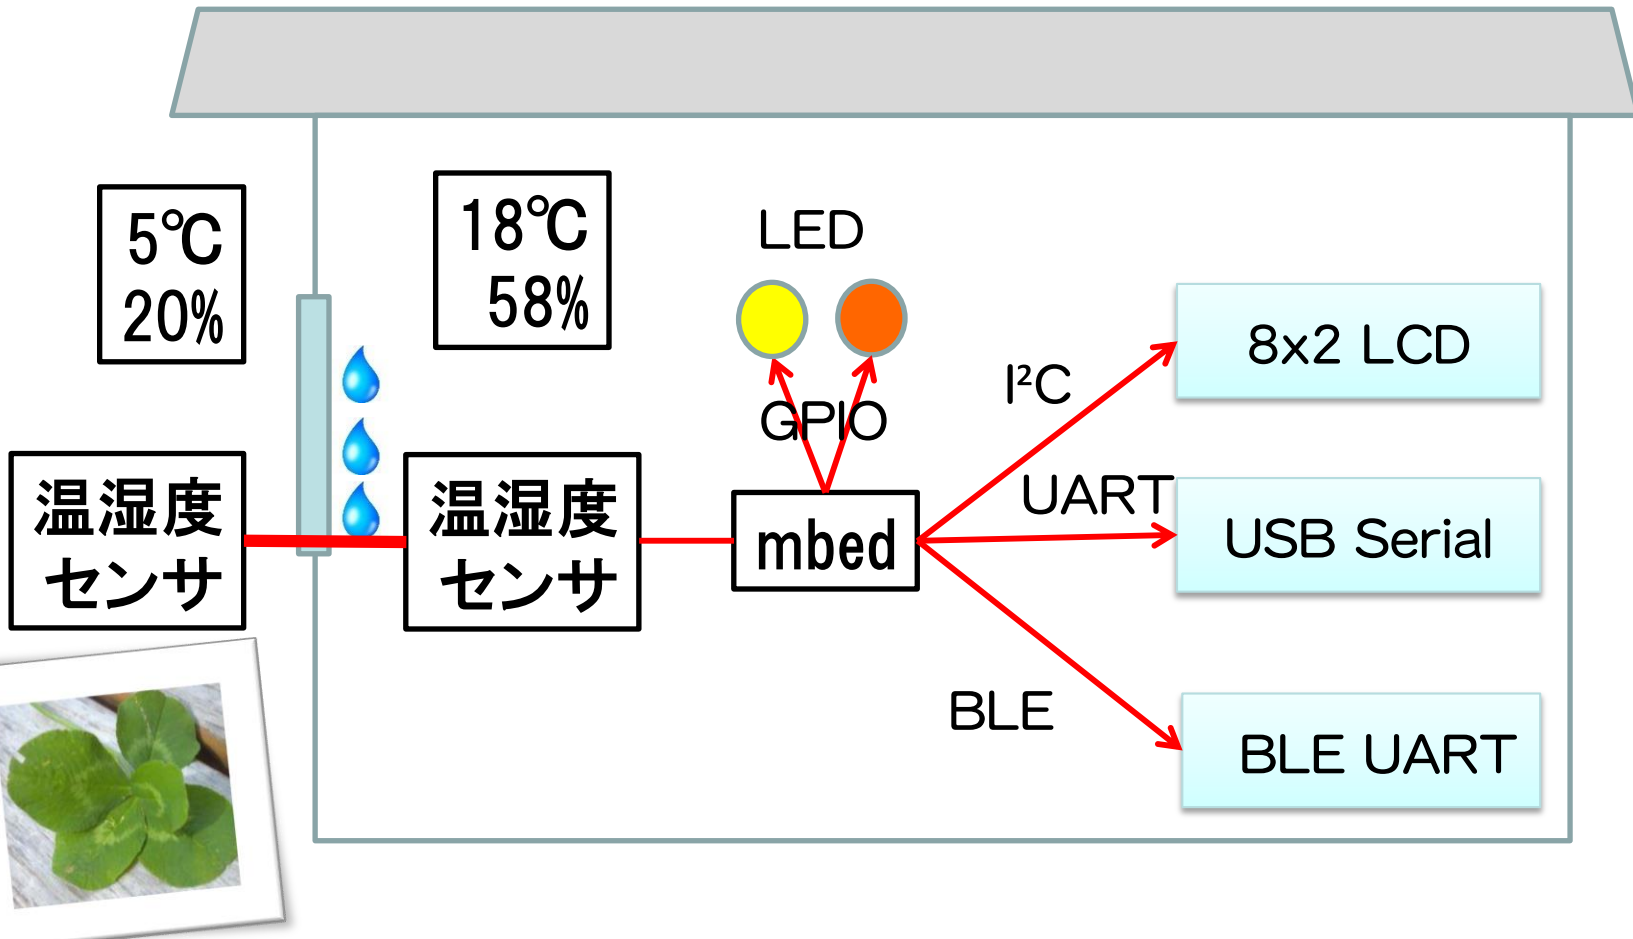 5℃
20%
18℃
58%
LED
GPIO
I²C
8x2 LCD
温湿度
センサ
温湿度
センサ
mbed
UART
USB Serial
BLE
BLE UART